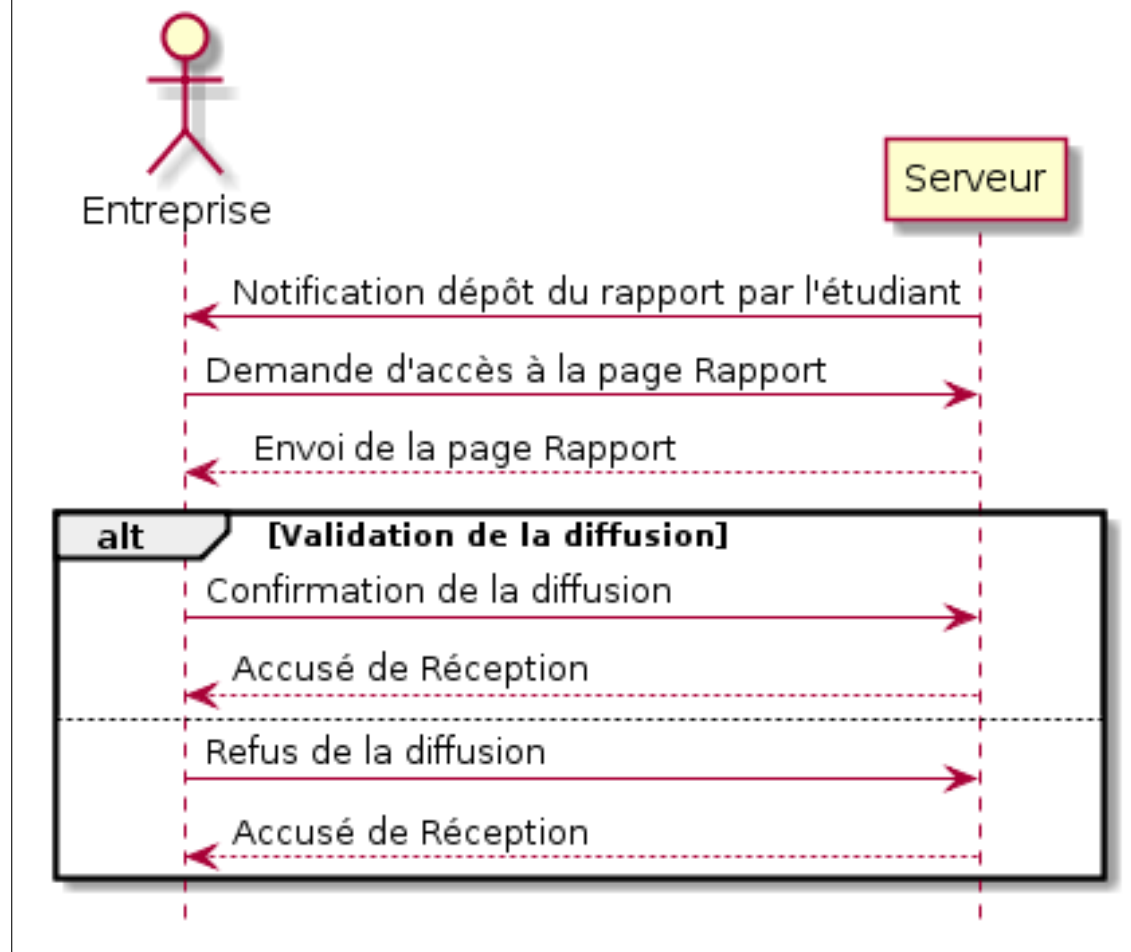 Entreprise
Serveur
Notification dépôt du rapport par l'étudiant
Demande d'accès à la page Rapport
Envoi de la page Rapport
alt [Validation de la diffusion]
Confirmation de la diffusion
Accusé de Réception
Refus de la diffusion
Accusé de Réception